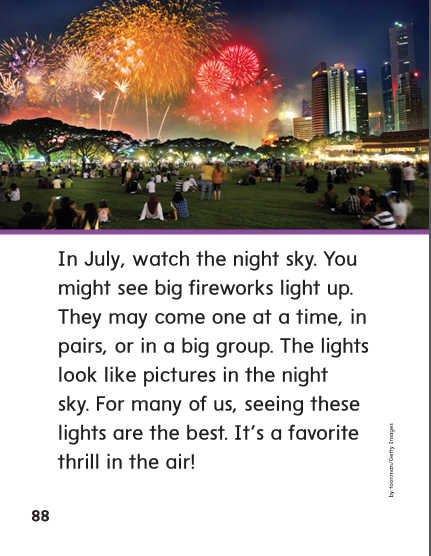 In July, watch the night sky. You
might see big fireworks light up.
They may come one at a time, in
pairs, or in a big group. The lights
look like pictures in the night
sky. For many of us, seeing these
lights are the best. It's a favorite
thrill in the air!
by toonman/Getty Images
88